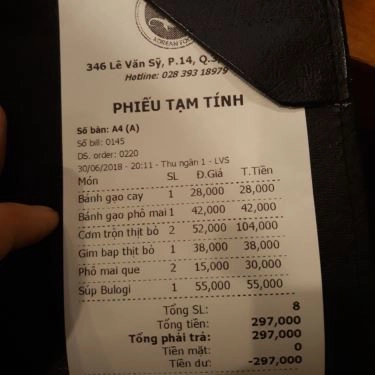 KOREAN FOOD
346 Lê Văn Sỹ, P.14, Q.3,
Hotline: 028 393 18979
PHIẾU TẠM TÍNH
Số bàn: A4 (A)
Số bill: 0145
DS. order: 0220
30/06/2018 - 20:11 - Thu ngân 1 - LVS
Món SL Đ.Giá T.Tiền
Bánh gạo cay 1 28,000 28,000
Bánh gạo phô mai 1 42,000 42,000
Cơm trộn thịt bò 2 52,000 104,000
Gim bap thịt bò 1 38,000 38,000
Phô mai que 2 15,000 30,000
Súp Bulogi 1 55,000 55,000
Tổng SL: 8
Tổng tiền: 297,000
Tổng phải trả: 297,000
Tiền mặt: 0
Tiền dư: -297,000